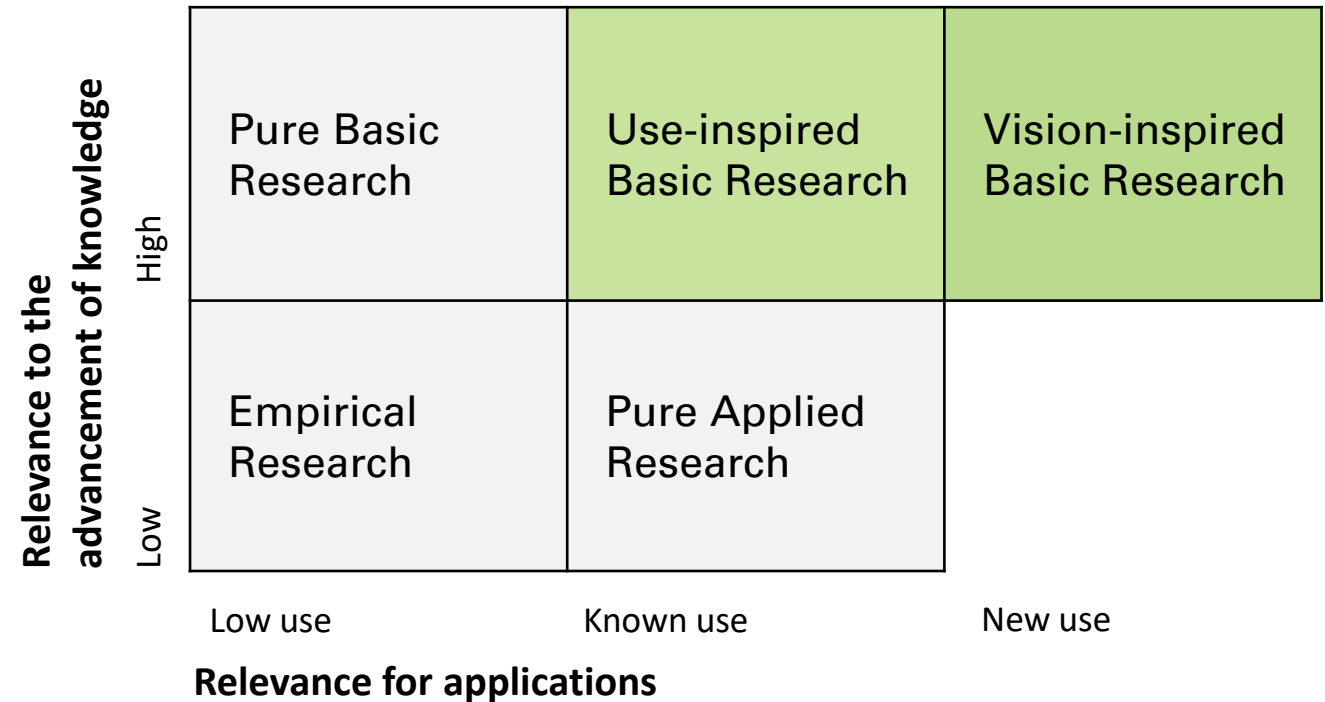 Relevance to the
advancement of knowledge
High
Low
Pure Basic
Research
Use-inspired
Basic Research
Vision-inspired
Basic Research
Empirical
Research
Pure Applied
Research
Low use
Known use
New use
Relevance for applications